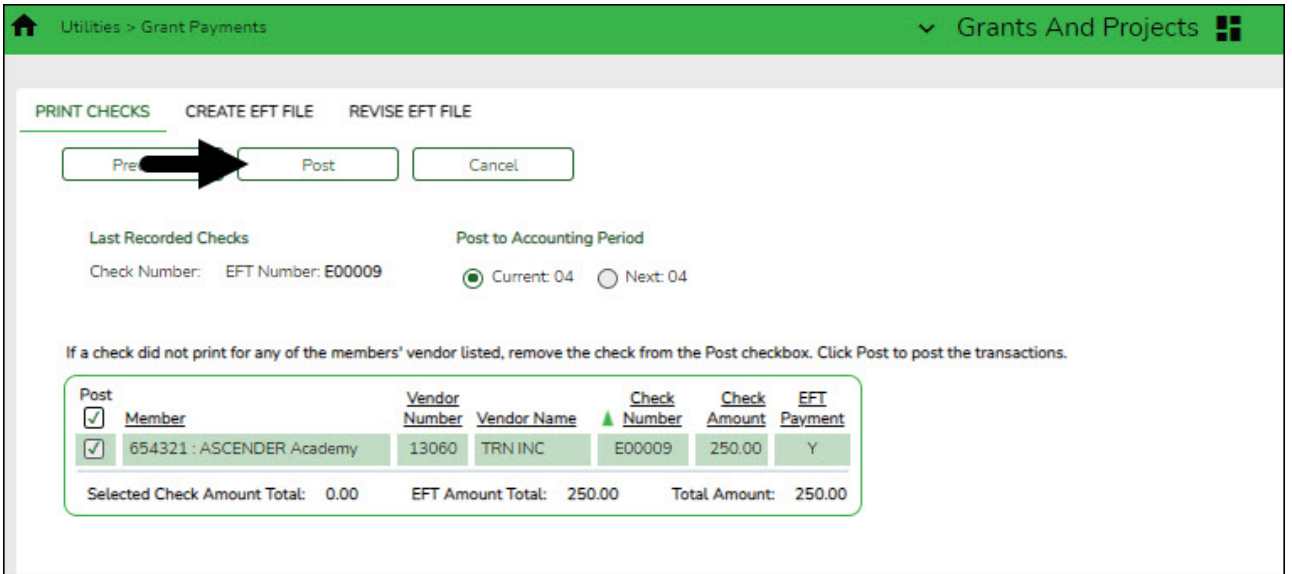 Utilities > Grant Payments
Grants And Projects
PRINT CHECKS CREATE EFT FILE REVISE EFT FILE
Post Cancel
Last Recorded Checks Post to Accounting Period
Check Number: EFT Number: E00009 Current: 04 Next: 04
If a check did not print for any of the members' vendor listed, remove the check from the Post checkbox. Click Post to post the transactions.
Post Vendor Check Check EFT
Member Number Vendor Name Number Amount Payment
654321 : ASCENDER Academy 13060 TRN INC E00009 250.00 Y
Selected Check Amount Total: 0.00 EFT Amount Total: 250.00 Total Amount: 250.00